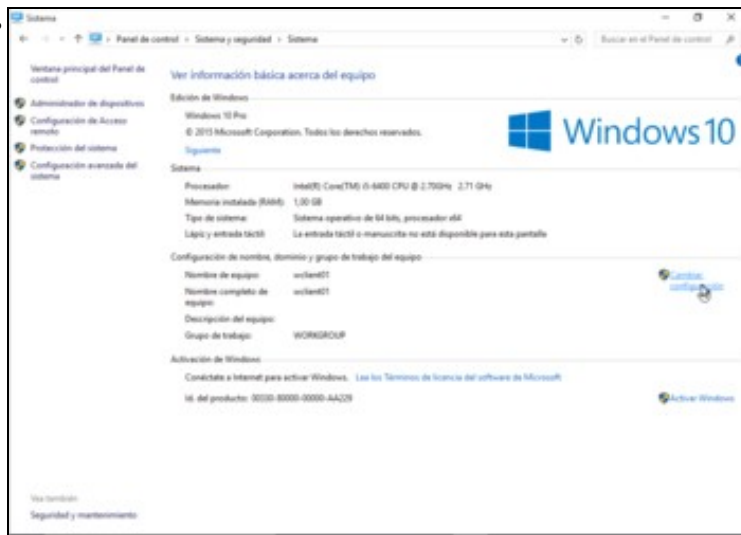 Sistema
Panel de control › Sistema y seguridad › Sistema
Buscar en el Panel de control
Ventana principal del Panel de
control
Administrador de dispositivos
Configuración de Acceso
remoto
Protección del sistema
Configuración avanzada del
sistema
Ver información básica acerca del equipo
Edición de Windows
Windows 10 Pro
© 2015 Microsoft Corporation. Todos los derechos reservados.
Siguiente
Windows 10
Sistema
Procesador: Intel(R) Core(TM) i5-6400 CPU @ 2.70GHz 2.71 GHz
Memoria instalada (RAM): 1,00 GB
Tipo de sistema: Sistema operativo de 64 bits, procesador x64
Lápiz y entrada táctil: La entrada táctil o manuscrita no está disponible para esta pantalla
Configuración de nombre, dominio y grupo de trabajo del equipo
Nombre de equipo: wclient01
Cambiar
configuración
Nombre completo de wclient01
equipo:
Descripción del equipo:
Grupo de trabajo: WORKGROUP
Activación de Windows
Conéctate a Internet para activar Windows. Lea los Términos de licencia del software de Microsoft
Id. del producto: 00330-80000-00000-AA229
Activar Windows
Vea también
Seguridad y mantenimiento